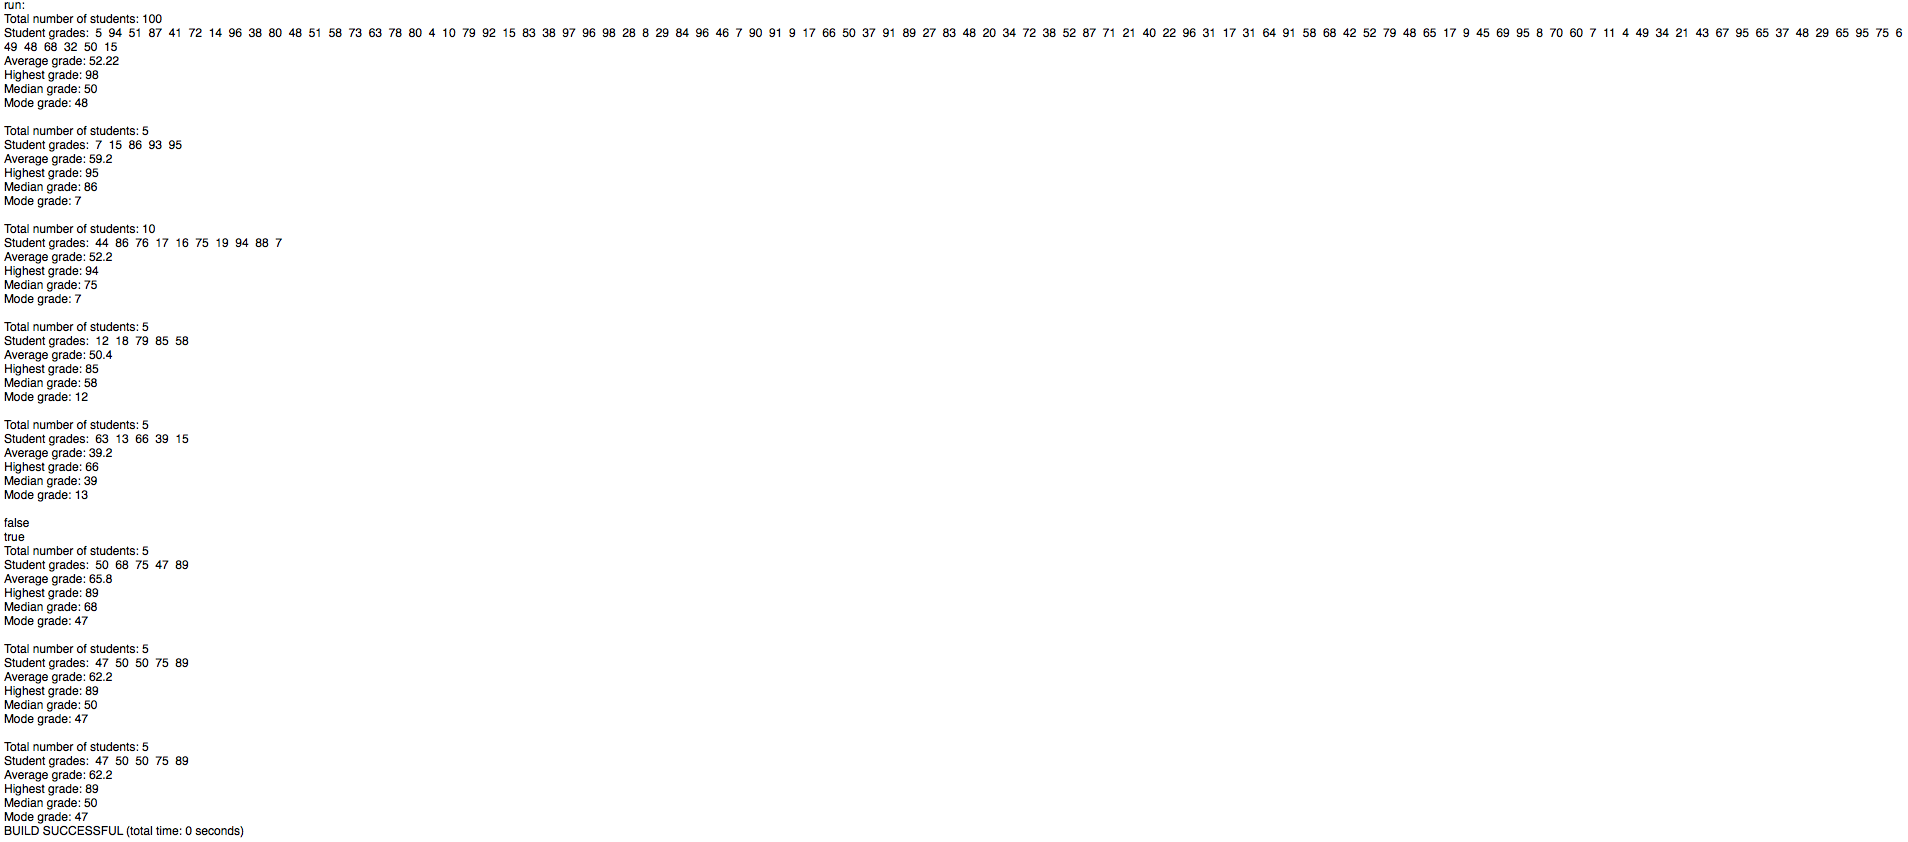 run:
Total number of students: 100
Student grades:  5  94  51  87  41  72  14  96  38  80  48  51  58  73  63  78  80  4  10  79  92  15  83  38  97  96  98  28  8  29  84  96  46  7  90  91  9  17  66  50  37  91  89  27  83  48  20  34  72  38  52  87  71  21  40  22  96  31  17  31  64  91  58  68  42  52  79  48  65  17  9  45  69  95  8  70  60  7  11  4  49  34  21  43  67  95  65  37  48  29  65  95  75  6
49  48  68  32  50  15
Average grade: 52.22
Highest grade: 98
Median grade: 50
Mode grade: 48
Total number of students: 5
Student grades:  7  15  86  93  95
Average grade: 59.2
Highest grade: 95
Median grade: 86
Mode grade: 7
Total number of students: 10
Student grades:  44  86  76  17  16  75  19  94  88  7
Average grade: 52.2
Highest grade: 94
Median grade: 75
Mode grade: 7
Total number of students: 5
Student grades:  12  18  79  85  58
Average grade: 50.4
Highest grade: 85
Median grade: 58
Mode grade: 12
Total number of students: 5
Student grades:  63  13  66  39  15
Average grade: 39.2
Highest grade: 66
Median grade: 39
Mode grade: 13
false
true
Total number of students: 5
Student grades:  50  68  75  47  89
Average grade: 65.8
Highest grade: 89
Median grade: 68
Mode grade: 47
Total number of students: 5
Student grades:  47  50  50  75  89
Average grade: 62.2
Highest grade: 89
Median grade: 50
Mode grade: 47
Total number of students: 5
Student grades:  47  50  50  75  89
Average grade: 62.2
Highest grade: 89
Median grade: 50
Mode grade: 47
BUILD SUCCESSFUL (total time: 0 seconds)